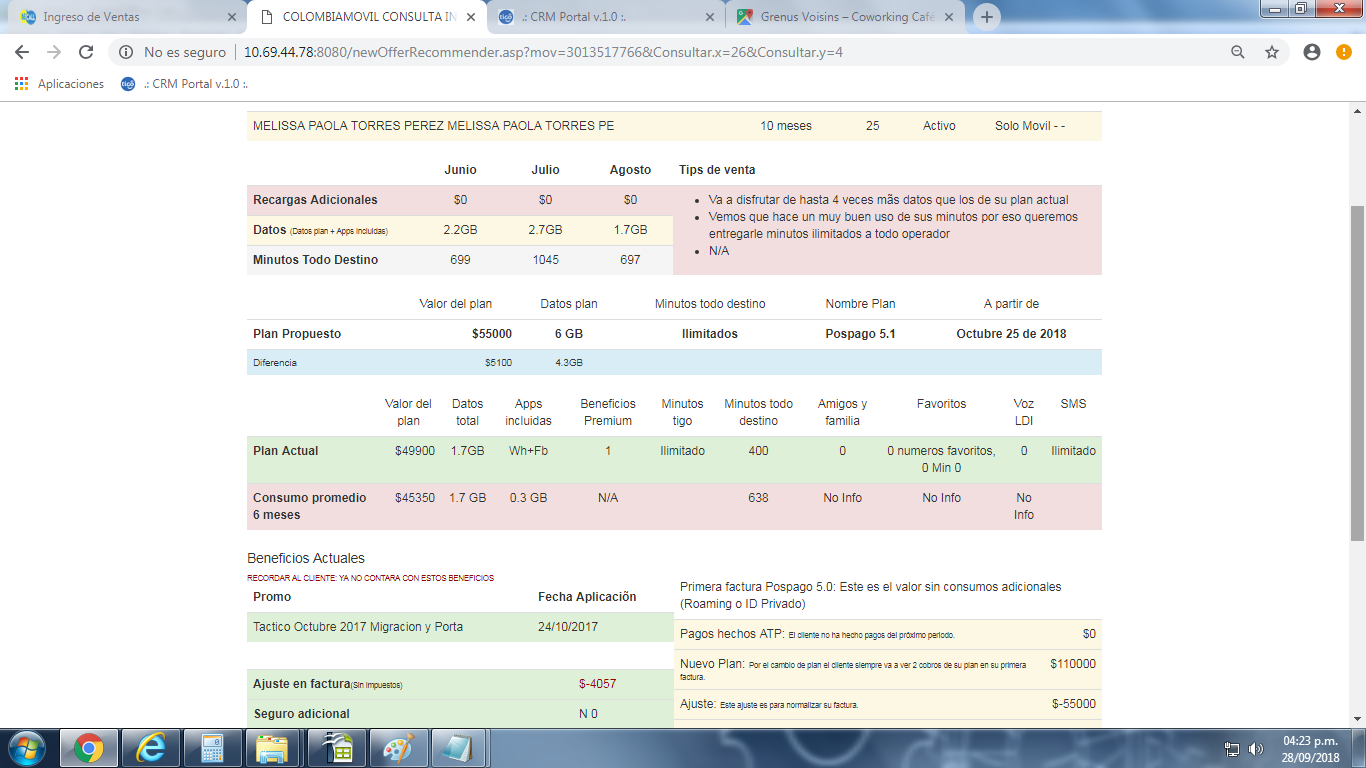 Ingreso de Ventas
COLOMBIAMOVIL CONSULTA IN
.: CRM Portal v.1.0 :.
Grenus Voisins – Coworking Café
No es seguro
10.69.44.78:8080/newOfferRecommender.asp?mov=3013517766&Consultar.x=26&Consultar.y=4
Aplicaciones
.: CRM Portal v.1.0 :.
MELISSA PAOLA TORRES PEREZ MELISSA PAOLA TORRES PE 10 meses 25 Activo Solo Movil - -
Junio Julio Agosto
Recargas Adicionales $0 $0 $0
Datos (Datos plan + Apps Incluidas) 2.2GB 2.7GB 1.7GB
Minutos Todo Destino 699 1045 697
Tips de venta
• Va a disfrutar de hasta 4 veces mãs datos que los de su plan actual
• Vemos que hace un muy buen uso de sus minutos por eso queremos
entregarle minutos ilimitados a todo operador
• N/A
Valor del plan Datos plan Minutos todo destino Nombre Plan A partir de
Plan Propuesto $55000 6 GB Ilimitados Pospago 5.1 Octubre 25 de 2018
Diferencia $5100 4.3GB
Valor del plan Datos total Apps incluidas Beneficios Premium Minutos tigo Minutos todo destino Amigos y familia Favoritos Voz LDI SMS
Plan Actual $49900 1.7GB Wh+Fb 1 Ilimitado 400 0 0 numeros favoritos, 0 Min 0 0 Ilimitado
Consumo promedio 6 meses $45350 1.7 GB 0.3 GB N/A 638 No Info No Info No Info
Beneficios Actuales
RECORDAR AL CLIENTE: YA NO CONTARA CON ESTOS BENEFICIOS
Promo Fecha Aplicaciõn
Tactico Octubre 2017 Migracion y Porta 24/10/2017
Ajuste en factura(Sin Impuestos) $-4057
Seguro adicional N 0
Primera factura Pospago 5.0: Este es el valor sin consumos adicionales
(Roaming o ID Privado)
Pagos hechos ATP: El cliente no ha hecho pagos del próximo periodo. $0
Nuevo Plan: Por el cambio de plan el cliente siempre va a ver 2 cobros de su plan en su primera factura. $110000
Ajuste: Este ajuste es para normalizar su factura. $-55000
04:23 p.m.
28/09/2018